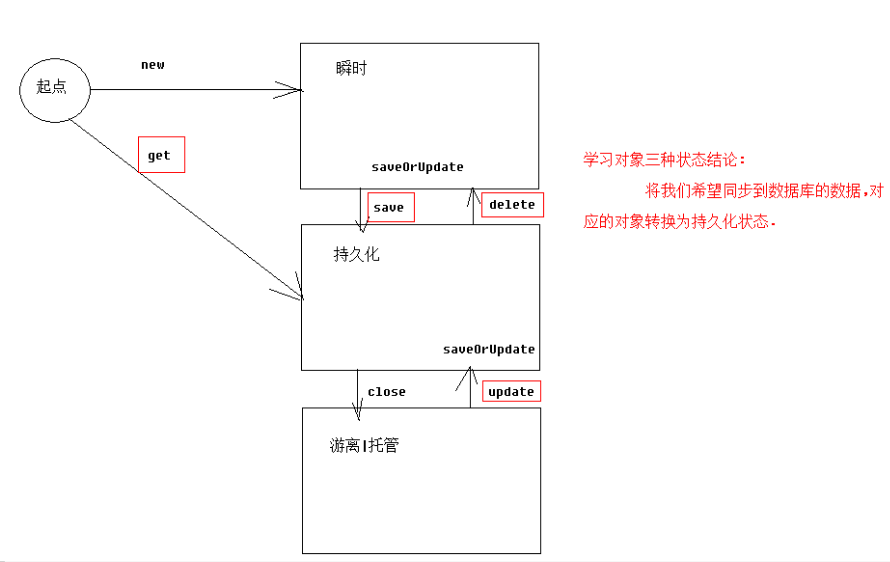 起点
new
瞬时
get
saveOrUpdate
学习对象三种状态结论:
将我们希望同步到数据库的数据,对
应的对象转换为持久化状态.
save
delete
持久化
saveOrUpdate
close
update
游离|托管